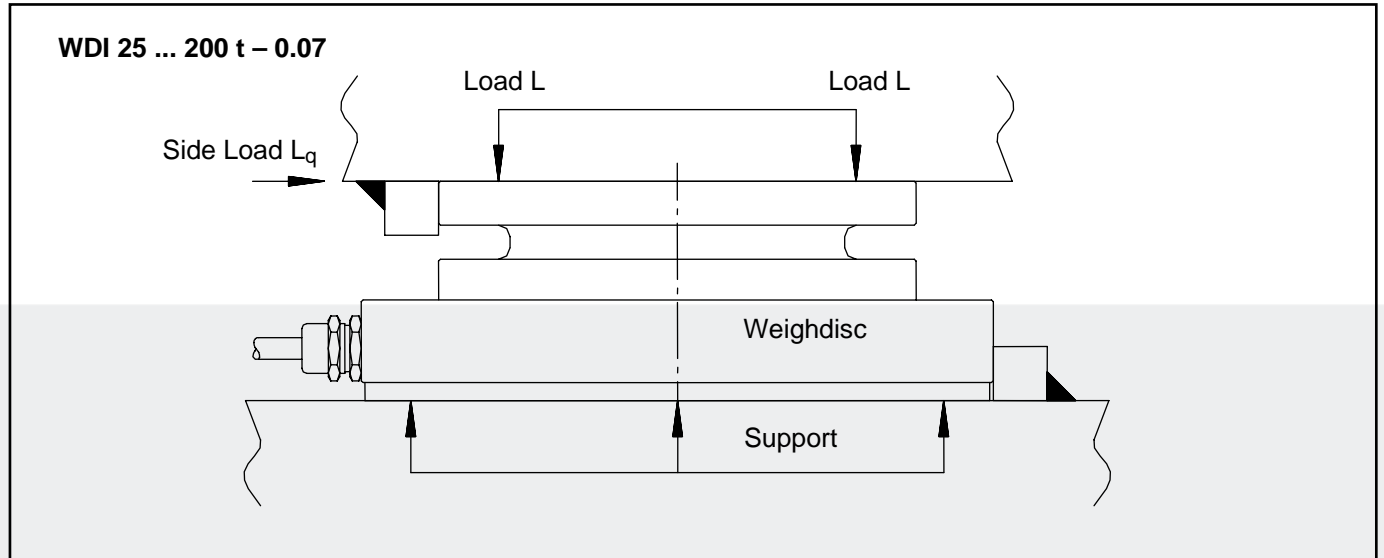 WDI 25 ... 200 t – 0.07
Load L
Load L
Side Load Lq
Weighdisc
Support